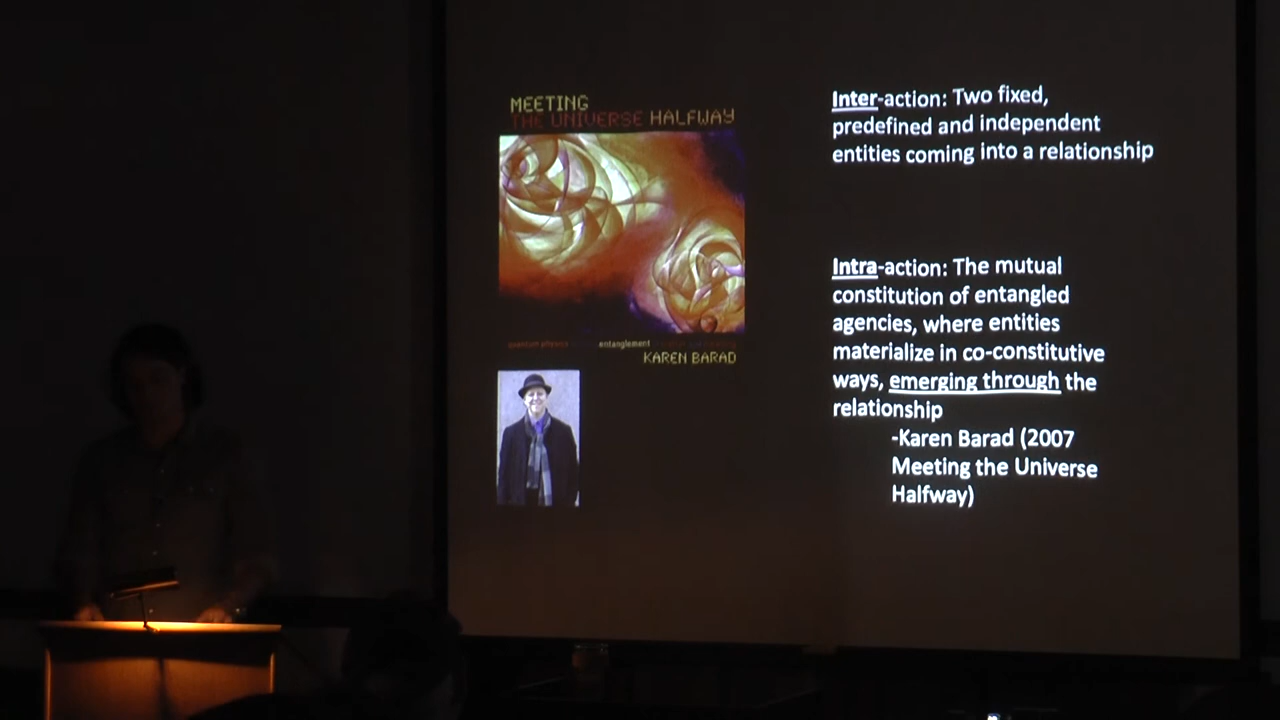 MEETING
THE UNIVERSE HALFWAY
quantum physics entanglement
KAREN BARAD
Inter-action: Two fixed,
predefined and independent
entities coming into a relationship
Intra-action: The mutual
constitution of entangled
agencies, where entities
materialize in co-constitutive
ways, emerging through the
relationship
-Karen Barad (2007
Meeting the Universe
Halfway)